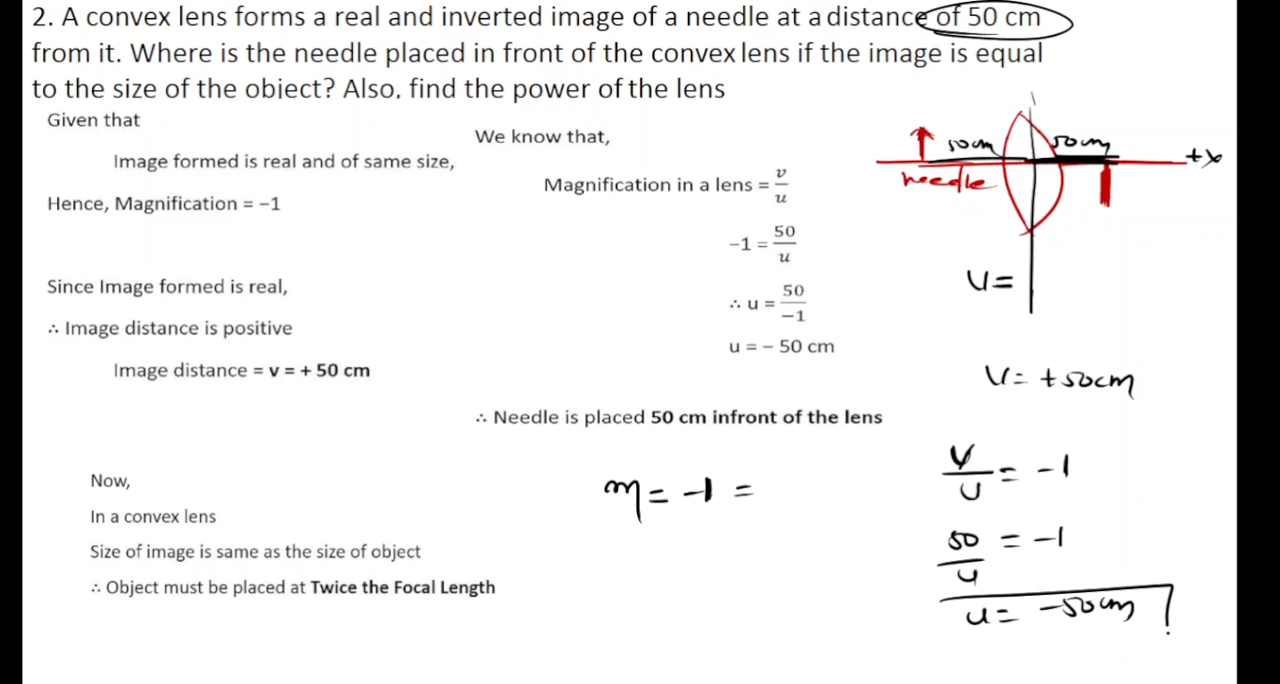 2. A convex lens forms a real and inverted image of a needle at a distance of 50 cm
from it. Where is the needle placed in front of the convex lens if the image is equal
to the size of the object? Also, find the power of the lens
Given that
Image formed is real and of same size,
Hence, Magnification = −1
Since Image formed is real,
∴ Image distance is positive
Image distance = v = + 50 cm
We know that,
Magnification in a lens = v/u
−1 = 50/u
∴ u = 50/−1
u = − 50 cm
∴ Needle is placed 50 cm infront of the lens
Now,
In a convex lens
Size of image is same as the size of object
∴ Object must be placed at Twice the Focal Length
m = -1 =
50cm 50cm
+x
needle
u=
v= +50cm
v/u = -1
50/u = -1
u= -50cm